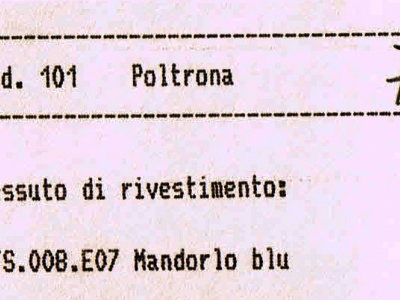 d. 101 Poltrona
ssuto di rivestimento:
S.008.E07 Mandorlo blu